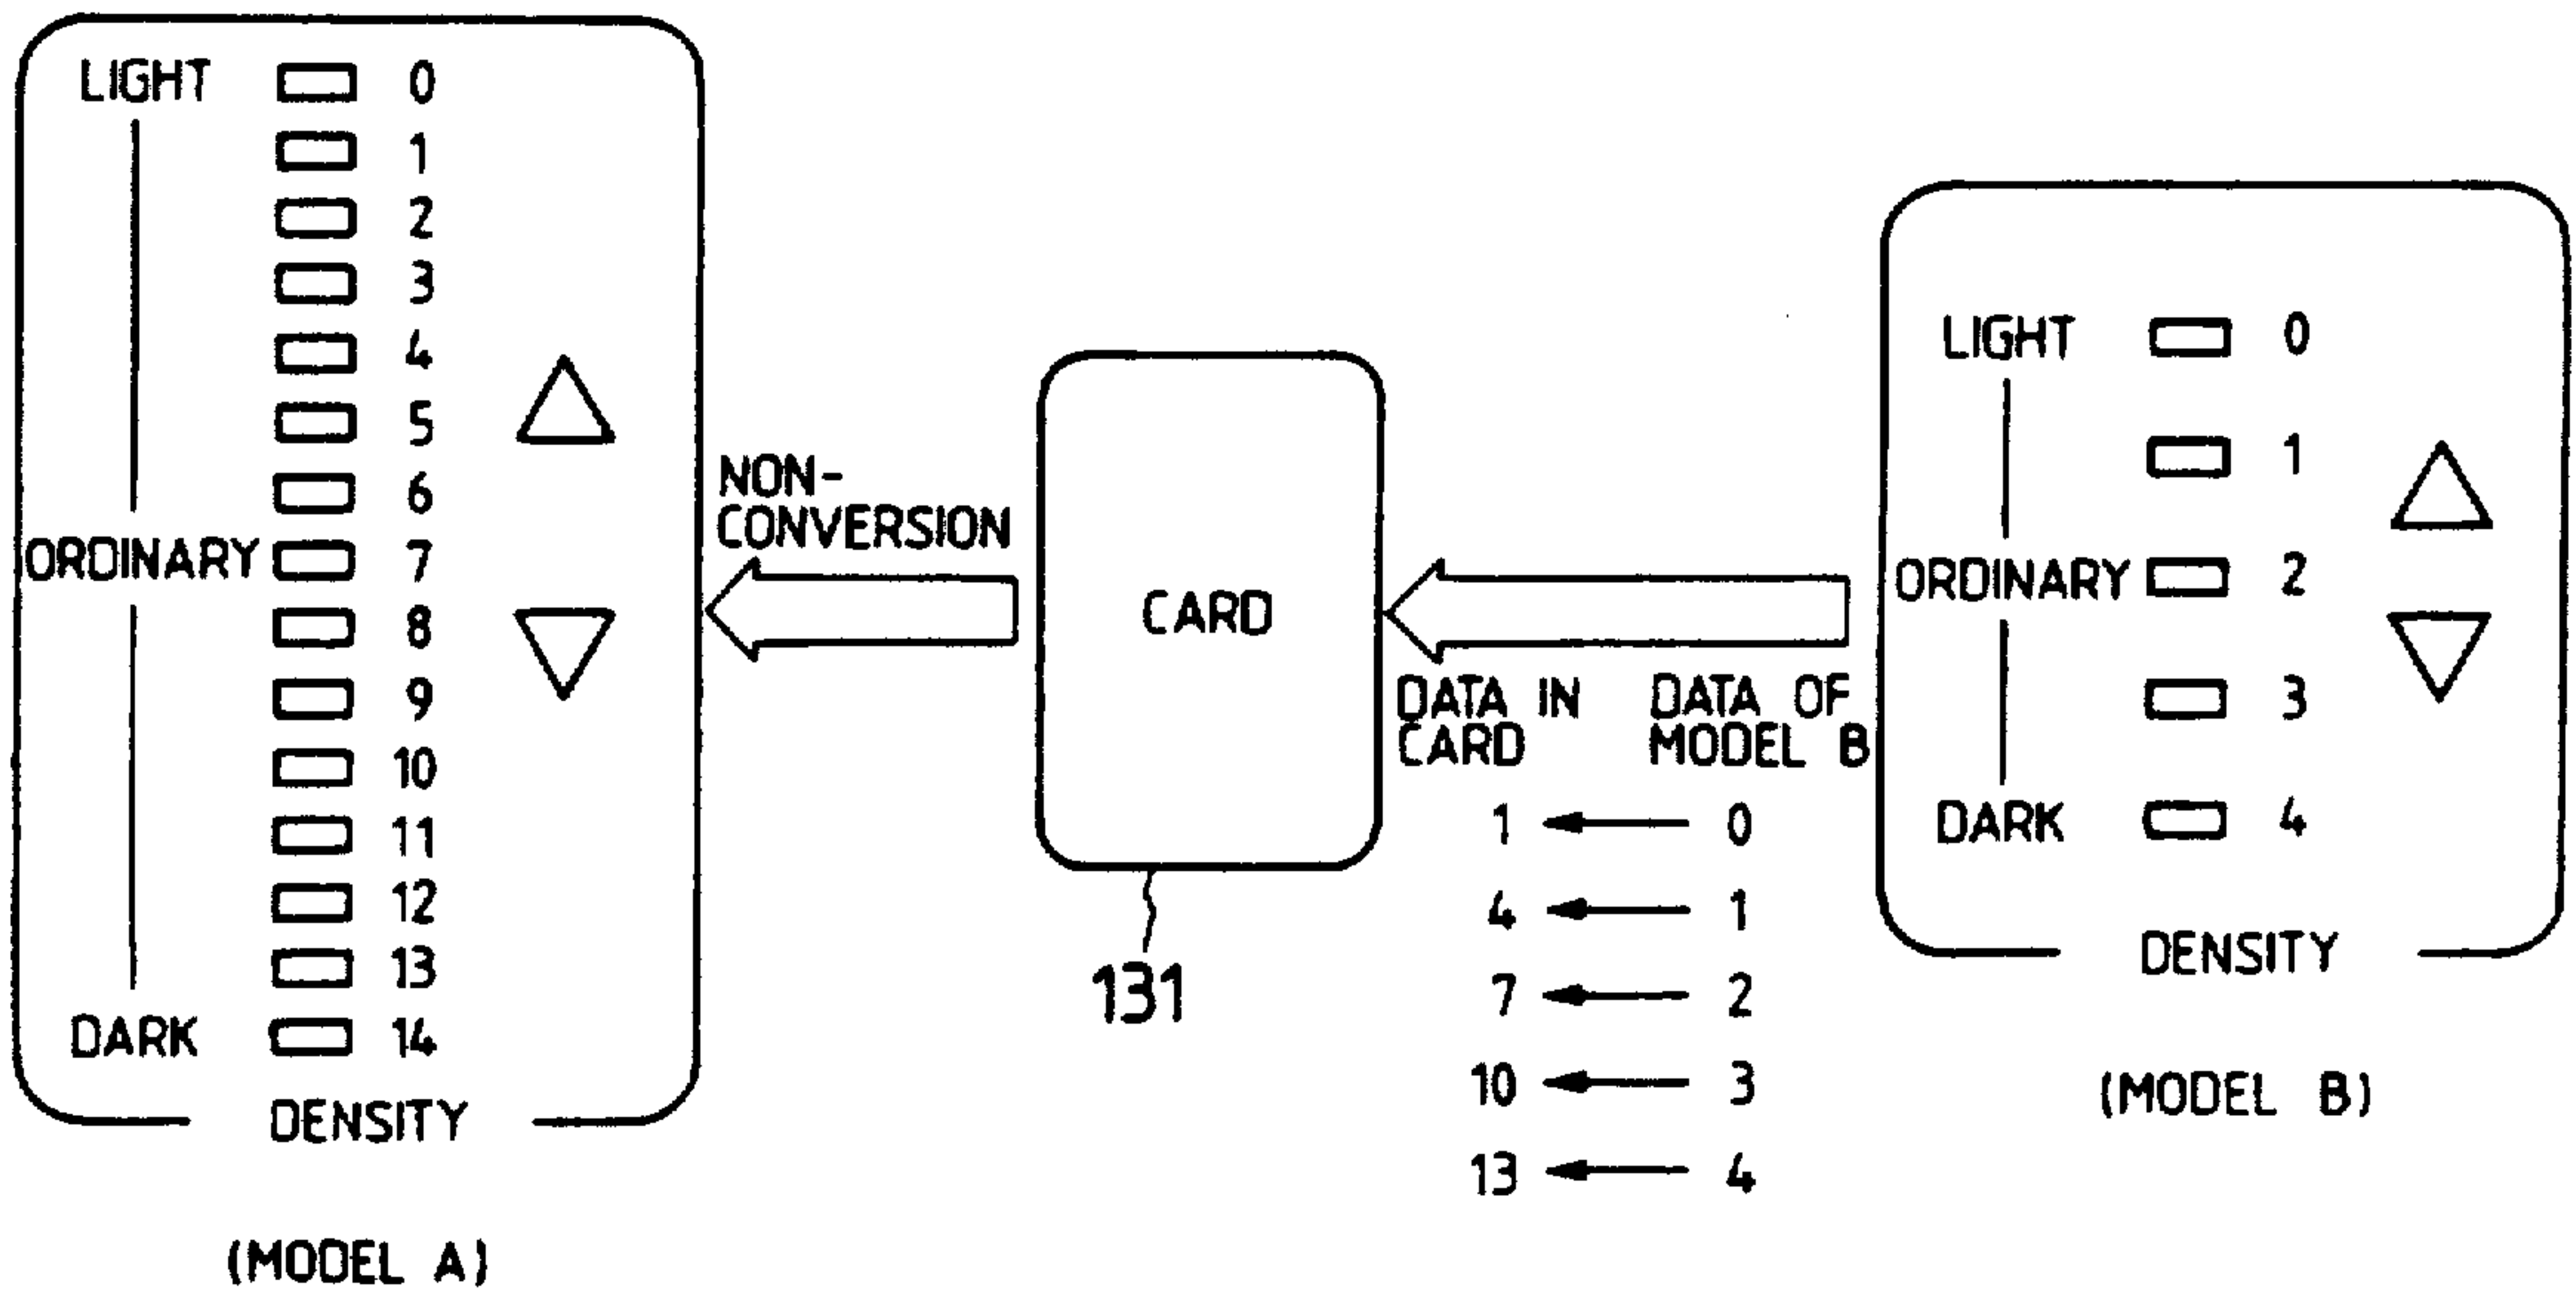 LIGHT 0
1
2
3
4
5
6
ORDINARY 7
8
9
10
11
12
13
DARK 14
DENSITY
(MODEL A)
NON-
CONVERSION
CARD
131
DATA IN DATA OF
CARD MODEL B
1 0
4 1
7 2
10 3
13 4
LIGHT 0
1
ORDINARY 2
3
DARK 4
DENSITY
(MODEL B)